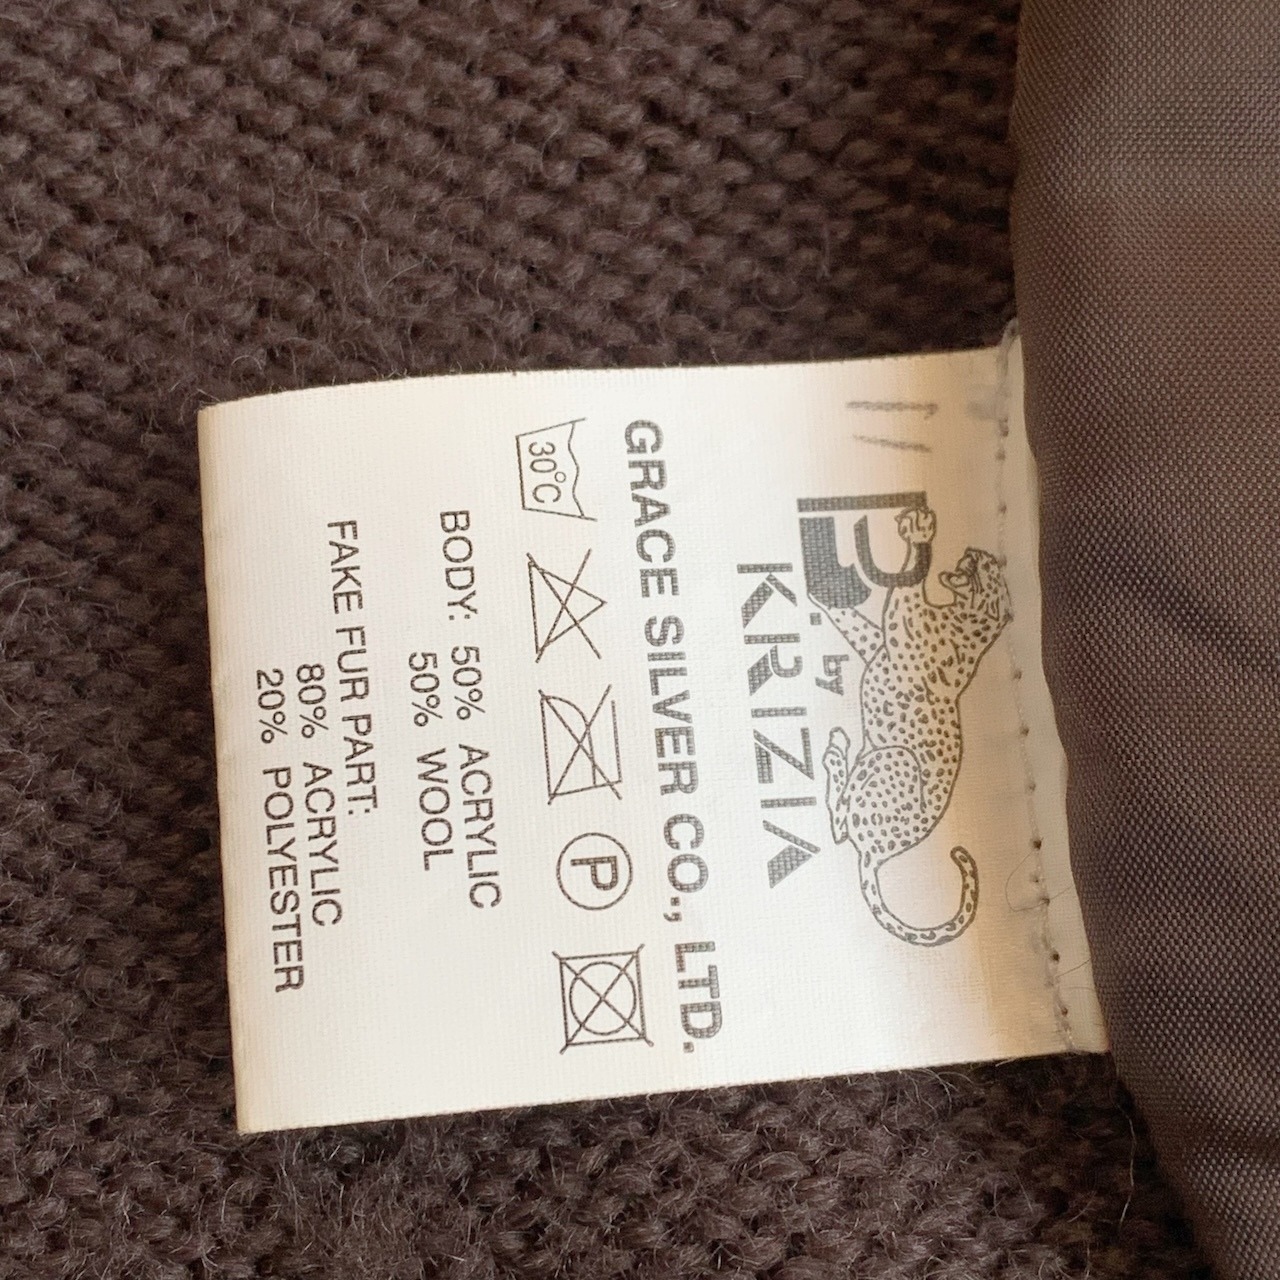 B. by
KRIZIA
GRACE SILVER CO., LTD.
30°C P
BODY: 50% ACRYLIC
50% WOOL
FAKE FUR PART:
80% ACRYLIC
20% POLYESTER